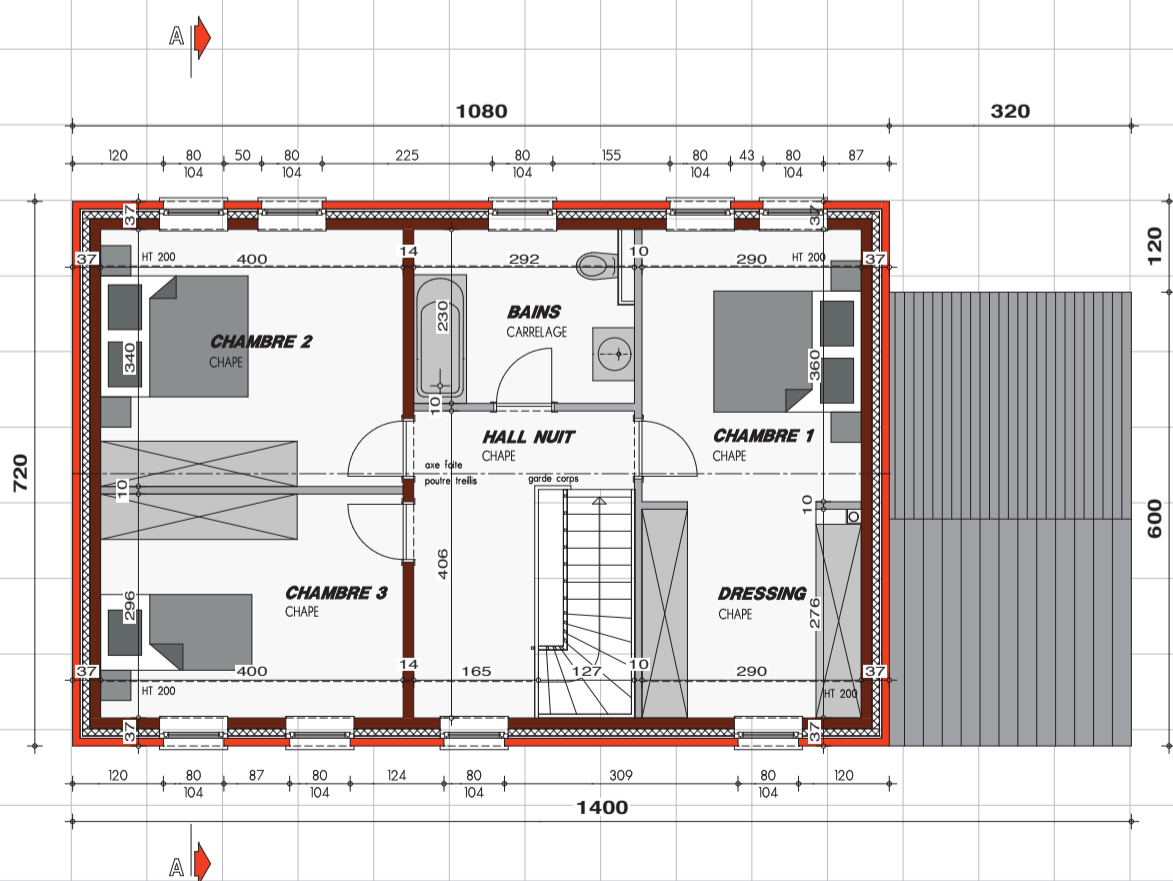 A
1080 320
120 80 50 80 225 80 155 80 43 80 87
104 104 104 104 104
37 37
120
37 HT 200 400 14 292 10 290 HT 200 37
230
BAINS
CARRELAGE
CHAMBRE 2
CHAPE
340
360
10
HALL NUIT
CHAPE
CHAMBRE 1
CHAPE
720
axe faîte
poutre treillis
garde corps
10
10
600
406
CHAMBRE 3
CHAPE
DRESSING
CHAPE
296
276
37 400 14 165 127 10 290 37
HT 200 HT 200
37 37
120 80 87 80 124 80 309 80 120
104 104 104 104
1400
A